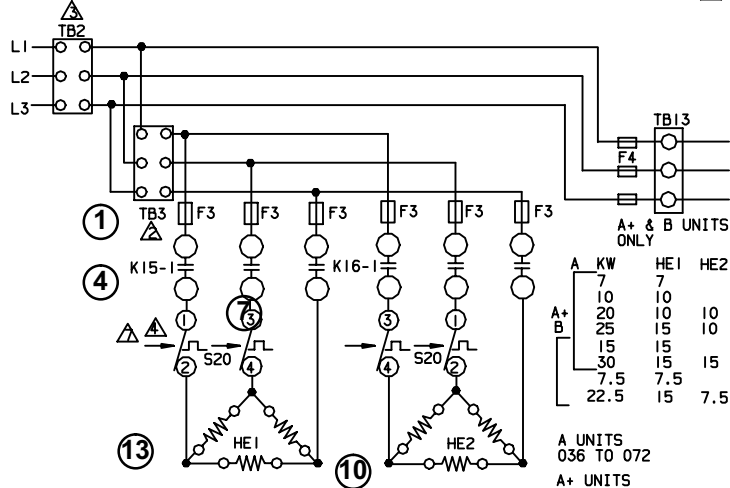 3
TB2
L1
L2
L3
TB13
F4
TB3
2
1
F3 F3 F3 F3 F3 F3
A+ & B UNITS
ONLY
4
K15-1
K16-1
A KW HE1 HE2
7 7
10 10
A+ 20 10 10
B 25 15 10
15 15
30 15 15
7.5 7.5
22.5 15 7.5
1
7
3
3
1
7 4
S20
S20
2
4
4
2
13
HE1
HE2
10
A UNITS
036 TO 072
A+ UNITS